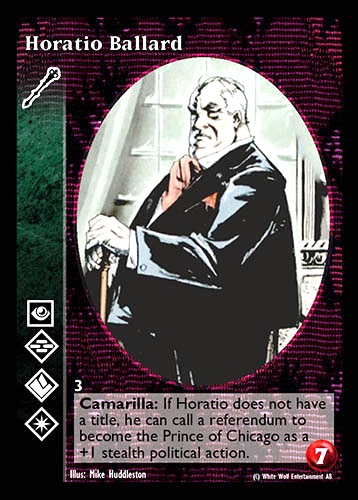 Horatio Ballard
3
Camarilla: If Horatio does not have
a title, he can call a referendum to
become the Prince of Chicago as a
+1 stealth political action.
7
Illus: Mike Huddleston
(C) White Wolf Entertainment AB